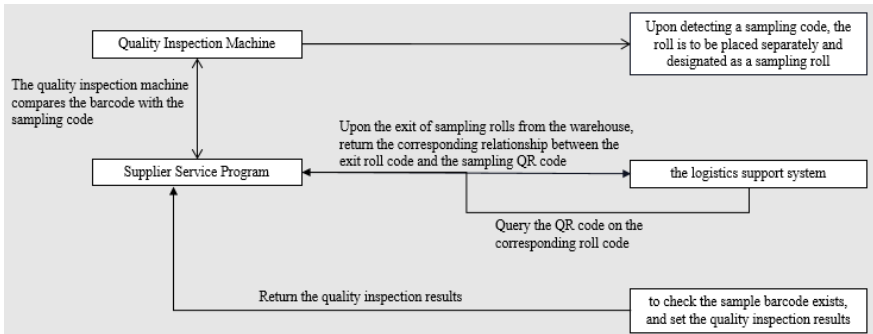 Quality Inspection Machine
Upon detecting a sampling code, the
roll is to be placed separately and
designated as a sampling roll
The quality inspection machine
compares the barcode with the
sampling code
Upon the exit of sampling rolls from the warehouse,
return the corresponding relationship between the
exit roll code and the sampling QR code
Supplier Service Program
the logistics support system
Query the QR code on the
corresponding roll code
Return the quality inspection results
to check the sample barcode exists,
and set the quality inspection results